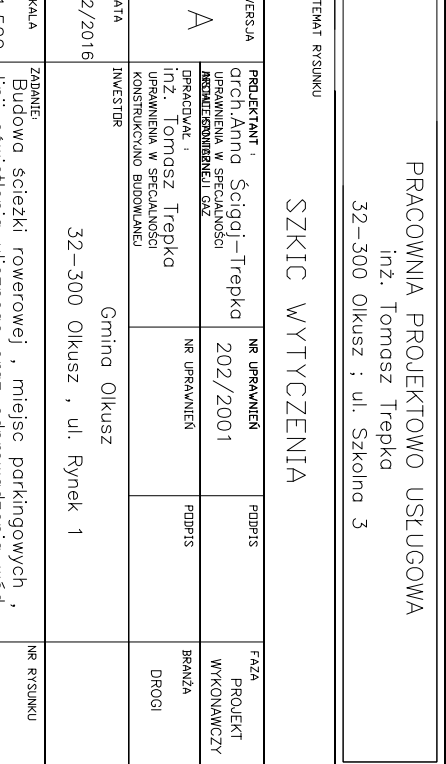 PRACOWNIA PROJEKTOWO USŁUGOWA
inż. Tomasz Trepka
32-300 Olkusz ; ul. Szkolna 3
TEMAT RYSUNKU
SZKIC WYTYCZENIA
WERSJA
A
PROJEKTANT :
arch.Anna Ścigaj-Trepka
UPRAWNIENIA W SPECJALNOŚCI
GAZ
NR UPRAWNIEŃ
202/2001
PODPIS
FAZA
PROJEKT
WYKONAWCZY
OPRACOWAŁ :
inż. Tomasz Trepka
UPRAWNIENIA W SPECJALNOŚCI
KONSTRUKCYJNO BUDOWLANEJ
NR UPRAWNIEŃ
PODPIS
BRANŻA
DROGI
ATA
2/2016
INWESTOR
Gmina Olkusz
32-300 Olkusz , ul. Rynek 1
KALA
ZADANIE:
Budowa ścieżki rowerowej , miejsc parkingowych ,
NR RYSUNKU